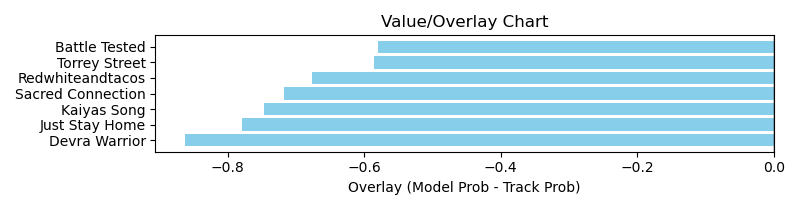 Value/Overlay Chart
Battle Tested
Torrey Street
Redwhiteandtacos
Sacred Connection
Kaiyas Song
Just Stay Home
Devra Warrior
−0.8 −0.6 −0.4 −0.2 0.0
Overlay (Model Prob - Track Prob)